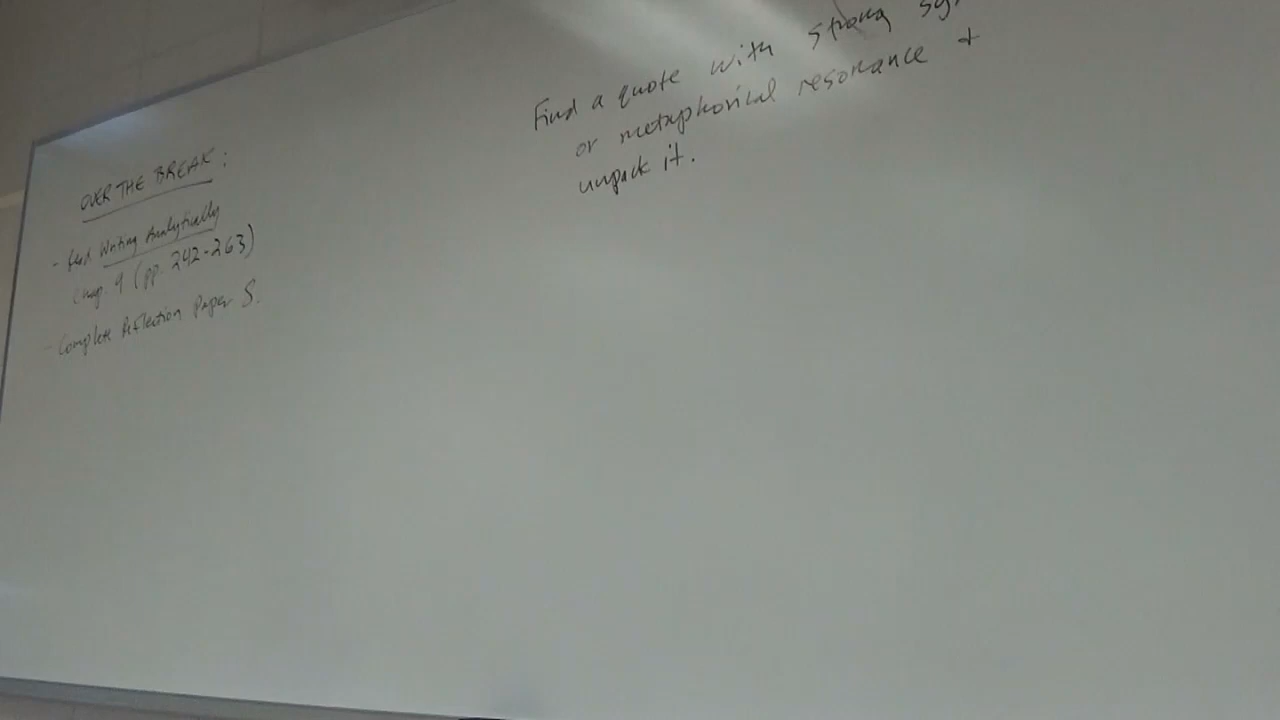 OVER THE BREAK:
- Read Writing Analytically
Chap. 9 (pp. 242-263)
- Complete Reflection Paper 5.
Find a quote with strong
or metaphorical resonance +
unpack it.